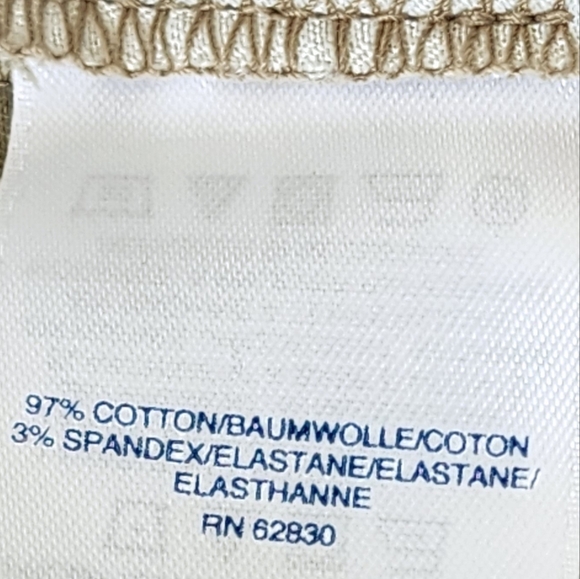 97% COTTON/BAUMWOLLE/COTON
3% SPANDEX/ELASTANE/ELASTANE/
ELASTHANNE
RN 62830